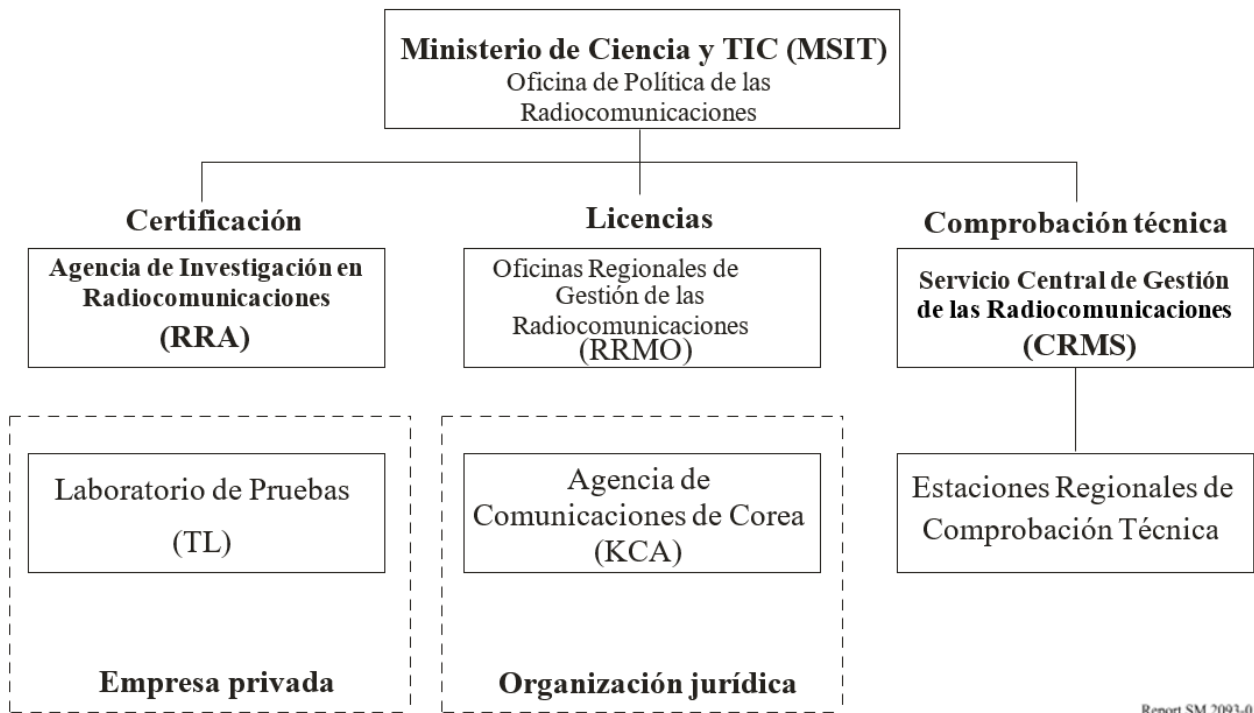 Ministerio de Ciencia y TIC (MSIT)
Oficina de Política de las
Radiocomunicaciones
Certificación
Agencia de Investigación en
Radiocomunicaciones
(RRA)
Licencias
Oficinas Regionales de
Gestión de las
Radiocomunicaciones
(RRMO)
Comprobación técnica
Servicio Central de Gestión
de las Radiocomunicaciones
(CRMS)
Laboratorio de Pruebas
(TL)
Empresa privada
Agencia de
Comunicaciones de Corea
(KCA)
Organización jurídica
Estaciones Regionales de
Comprobación Técnica
Report SM.2093-0